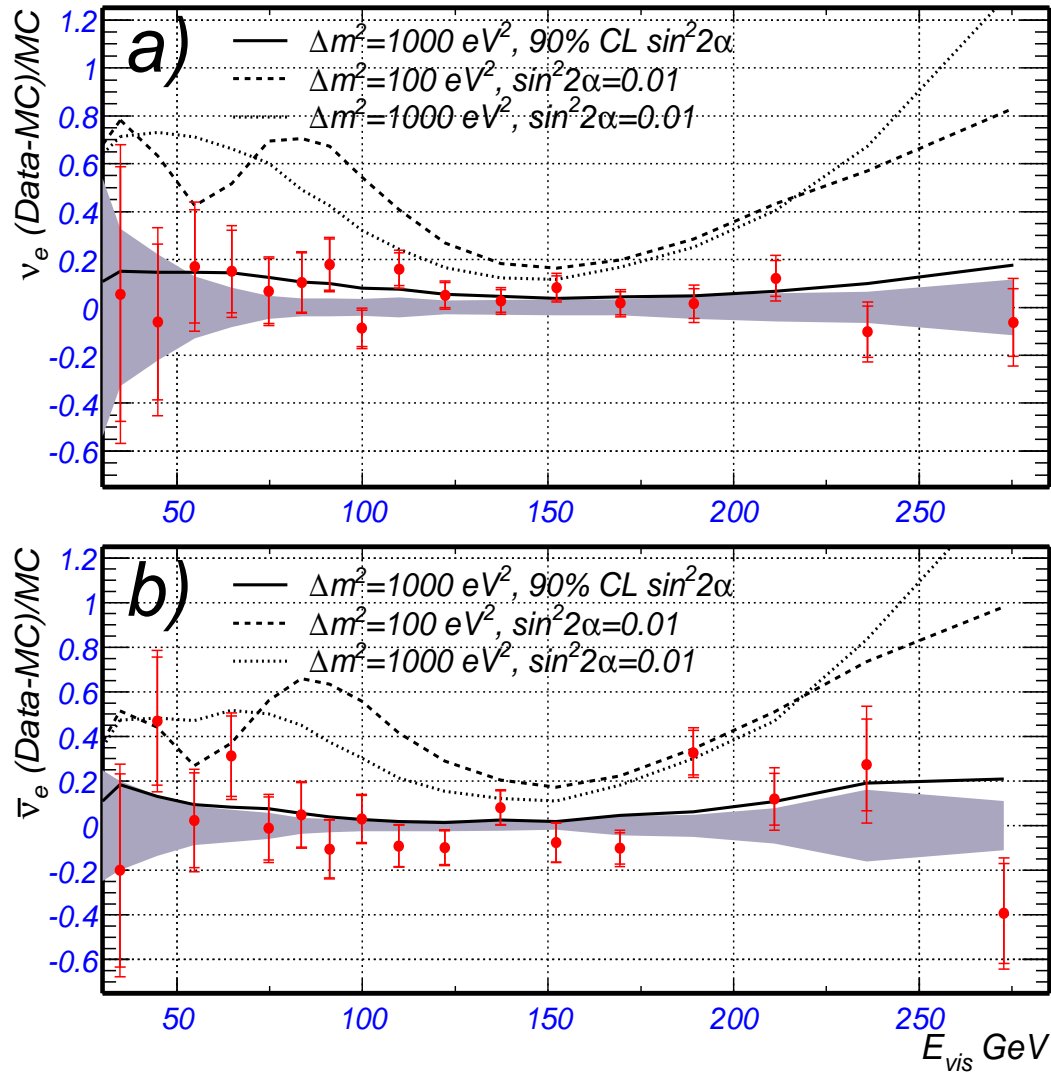 a)
Δm²=1000 eV², 90% CL sin²2α
Δm²=100 eV², sin²2α=0.01
Δm²=1000 eV², sin²2α=0.01
νₑ (Data-MC)/MC
1.2
1
0.8
0.6
0.4
0.2
0
-0.2
-0.4
-0.6
50 100 150 200 250
b)
Δm²=1000 eV², 90% CL sin²2α
Δm²=100 eV², sin²2α=0.01
Δm²=1000 eV², sin²2α=0.01
ν̅ₑ (Data-MC)/MC
1.2
1
0.8
0.6
0.4
0.2
0
-0.2
-0.4
-0.6
50 100 150 200 250
E_vis GeV